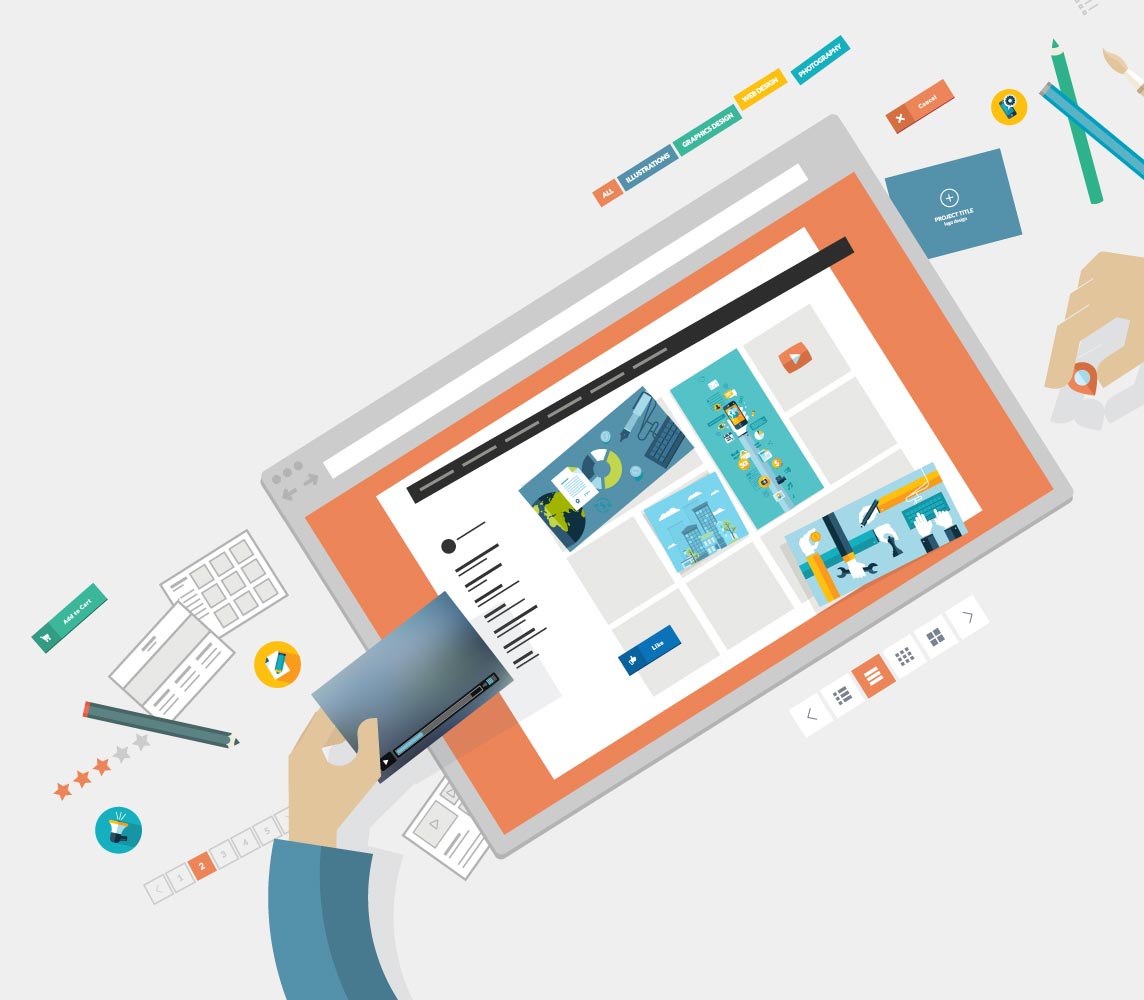 ALL
ILLUSTRATIONS
GRAPHICS DESIGN
WEB DESIGN
PHOTOGRAPHY
Cancel
PROJECT TITLE
logo design
Add to Cart
Like
1
2
3
4
5